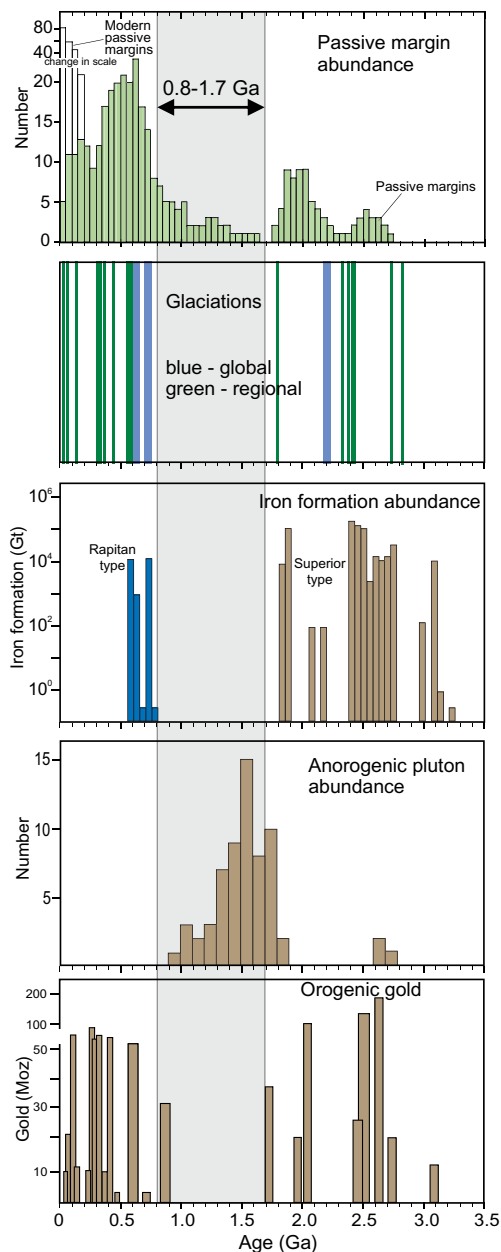 80
40
20
15
10
5
0
Number
Modern
passive
margins
change in scale
Passive margin
abundance
0.8-1.7 Ga
Passive margins
Glaciations
blue - global
green - regional
10⁶
10⁴
10²
10⁰
Iron formation (Gt)
Iron formation abundance
Rapitan
type
Superior
type
15
10
5
Number
Anorogenic pluton
abundance
200
100
50
30
10
Gold (Moz)
Orogenic gold
0 0.5 1.0 1.5 2.0 2.5 3.0 3.5
Age (Ga)